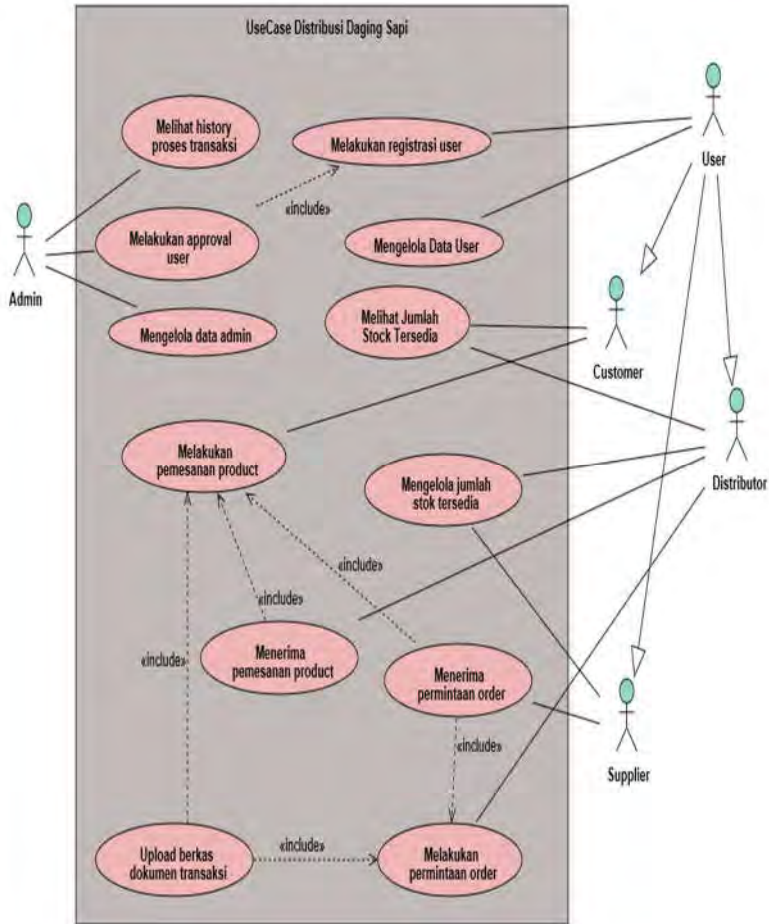 UseCase Distribusi Daging Sapi
Melihat history
proses transaksi
Melakukan registrasi user
User
«include»
Melakukan approval
user
Mengelola Data User
Admin
Mengelola data admin
Melihat Jumlah
Stock Tersedia
Customer
Melakukan
pemesanan product
Mengelola jumlah
stok tersedia
Distributor
«include»
«include»
«include»
Menerima
pemesanan product
Menerima
permintaan order
«include»
Supplier
Upload berkas
dokumen transaksi
«include»
Melakukan
permintaan order